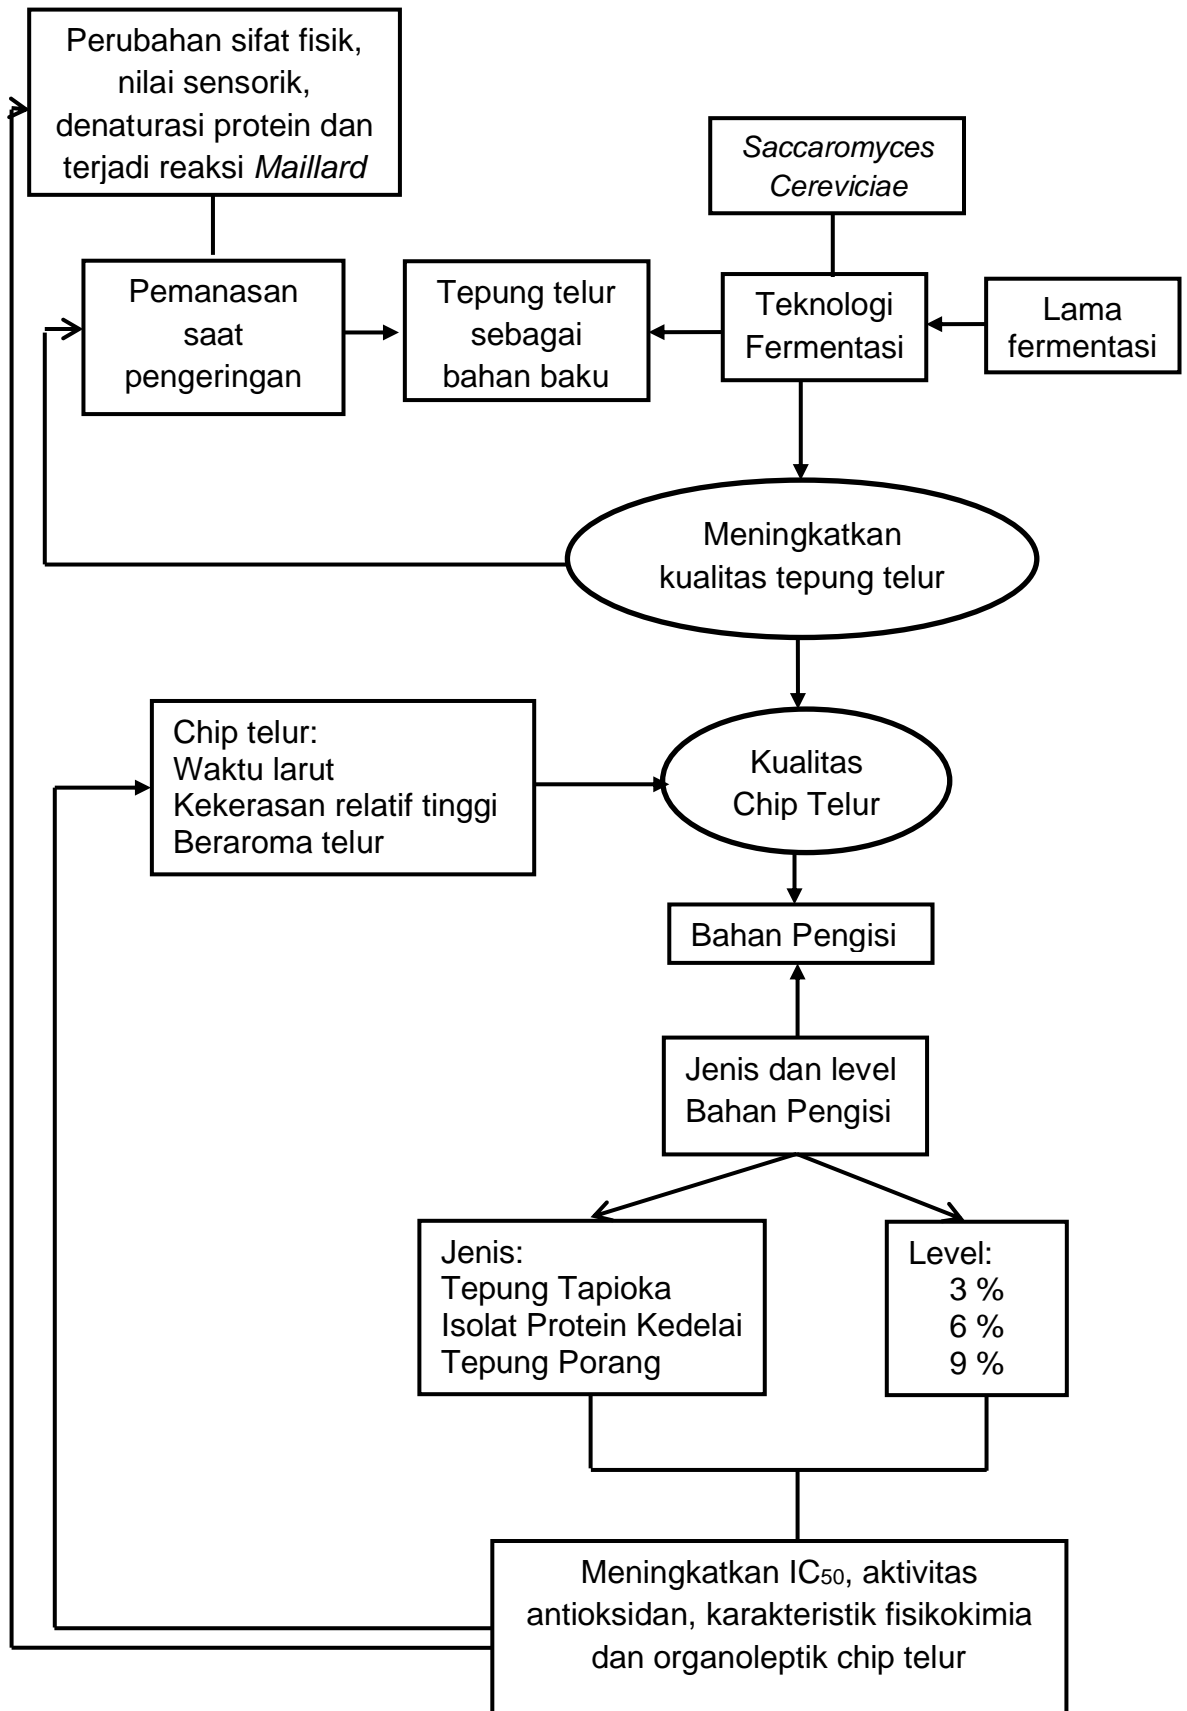 Perubahan sifat fisik,
nilai sensorik,
denaturasi protein dan
terjadi reaksi Maillard
Saccaromyces
Cereviciae
Pemanasan
saat
pengeringan
Tepung telur
sebagai
bahan baku
Teknologi
Fermentasi
Lama
fermentasi
Meningkatkan
kualitas tepung telur
Chip telur:
Waktu larut
Kekerasan relatif tinggi
Beraroma telur
Kualitas
Chip Telur
Bahan Pengisi
Jenis dan level
Bahan Pengisi
Jenis:
Tepung Tapioka
Isolat Protein Kedelai
Tepung Porang
Level:
3 %
6 %
9 %
Meningkatkan IC₅₀, aktivitas
antioksidan, karakteristik fisikokimia
dan organoleptik chip telur